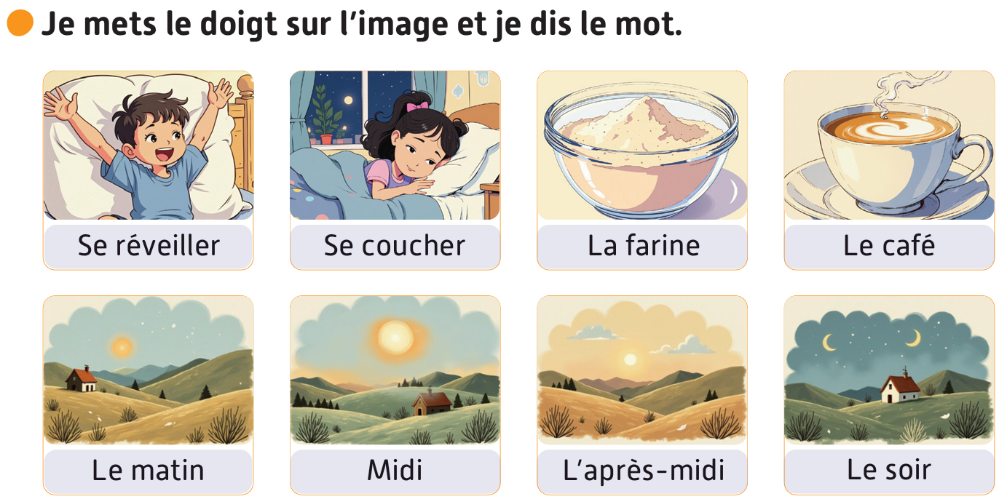 Je mets le doigt sur l'image et je dis le mot.
Se réveiller
Se coucher
La farine
Le café
Le matin
Midi
L'après-midi
Le soir